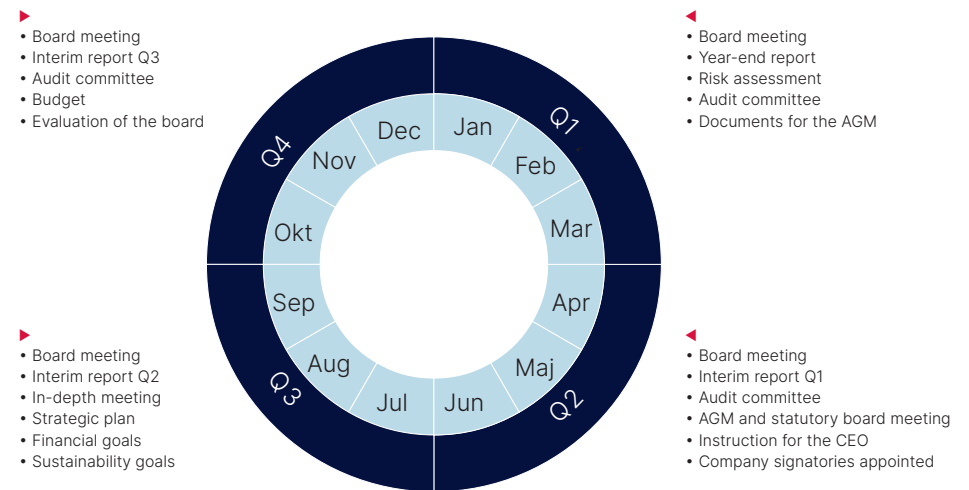 • Board meeting
• Interim report Q3
• Audit committee
• Budget
• Evaluation of the board
• Board meeting
• Year-end report
• Risk assessment
• Audit committee
• Documents for the AGM
Q4
Q1
Dec
Jan
Nov
Feb
Okt
Mar
Sep
Apr
Aug
Maj
Jul
Jun
Q3
Q2
• Board meeting
• Interim report Q2
• In-depth meeting
• Strategic plan
• Financial goals
• Sustainability goals
• Board meeting
• Interim report Q1
• Audit committee
• AGM and statutory board meeting
• Instruction for the CEO
• Company signatories appointed